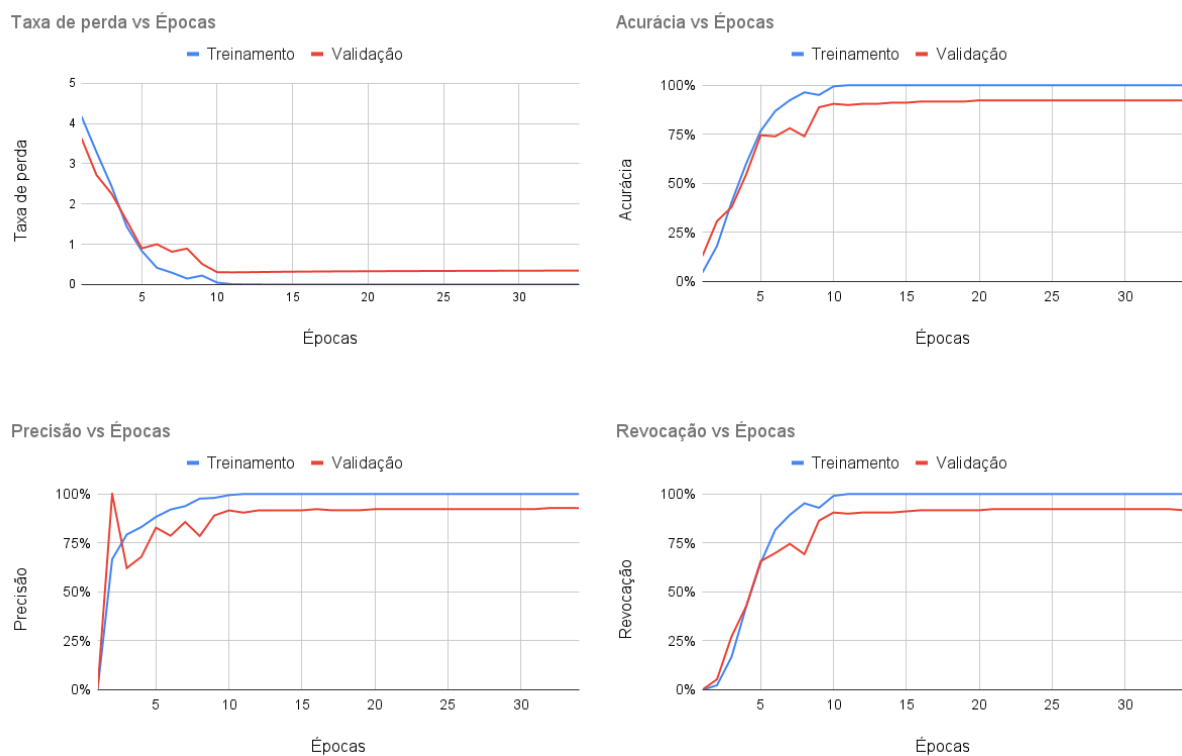 Taxa de perda vs Épocas
Treinamento Validação
5
4
3
2
1
0
5 10 15 20 25 30
Taxa de perda
Épocas
Acurácia vs Épocas
Treinamento Validação
100%
75%
50%
25%
0%
5 10 15 20 25 30
Acurácia
Épocas
Precisão vs Épocas
Treinamento Validação
100%
75%
50%
25%
0%
5 10 15 20 25 30
Precisão
Épocas
Revocação vs Épocas
Treinamento Validação
100%
75%
50%
25%
0%
5 10 15 20 25 30
Revocação
Épocas